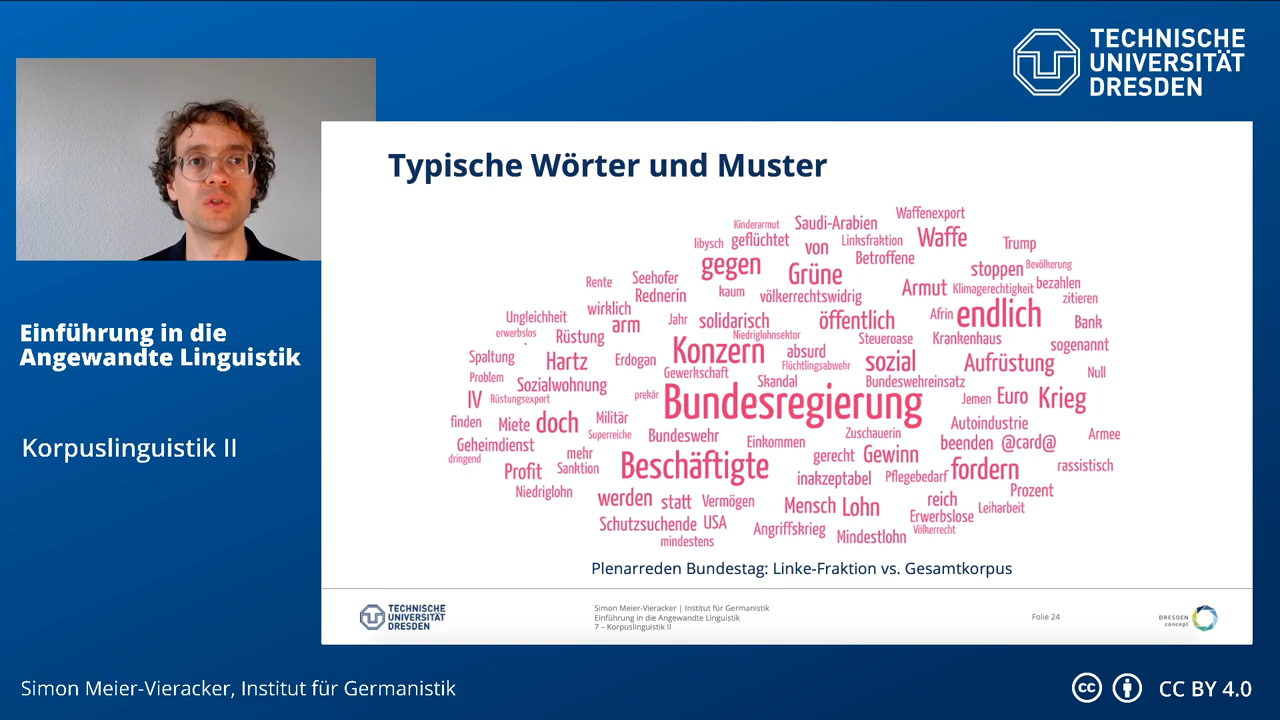 TECHNISCHE
UNIVERSITÄT
DRESDEN
Einführung in die
Angewandte Linguistik
Korpuslinguistik II
Typische Wörter und Muster
Kinderarmut Saudi-Arabien Waffenexport
libysch geflüchtet von Linksfraktion Waffe Trump
gegen Grüne Betroffene stoppen Bevölkerung
Rente Seehofer Rednerin kaum völkerrechtswidrig Armut Klimagerechtigkeit bezahlen zitieren
Ungleichheit wirklich arm Jahr solidarisch öffentlich Afrin endlich Bank
erwerbslos Rüstung Niedriglohnsektor Steueroase Krankenhaus sogenannt
Spaltung Hartz Erdogan Konzern absurd sozial Aufrüstung Null
Problem Sozialwohnung Gewerkschaft Flüchtlingsabwehr Skandal Bundeswehreinsatz
IV Rüstungsexport prekär Bundesregierung Jemen Euro Krieg
finden Miete doch Militär Autoindustrie
Geheimdienst Superreiche Bundeswehr Einkommen Zuschauerin beenden @card@ Armee
dringend Profit mehr Sanktion Beschäftigte gerecht Gewinn fordern rassistisch
Niedriglohn inakzeptabel Pflegebedarf Prozent
werden statt Vermögen Mensch Lohn reich Leiharbeit
Schutzsuchende USA Angriffskrieg Erwerbslose
mindestens Mindestlohn Völkerrecht
Plenarreden Bundestag: Linke-Fraktion vs. Gesamtkorpus
TECHNISCHE
UNIVERSITÄT
DRESDEN
Simon Meier-Vieracker | Institut für Germanistik
Einführung in die Angewandte Linguistik
7 – Korpuslinguistik II
Folie 24
DRESDEN
concept
Simon Meier-Vieracker, Institut für Germanistik
cc
CC BY 4.0